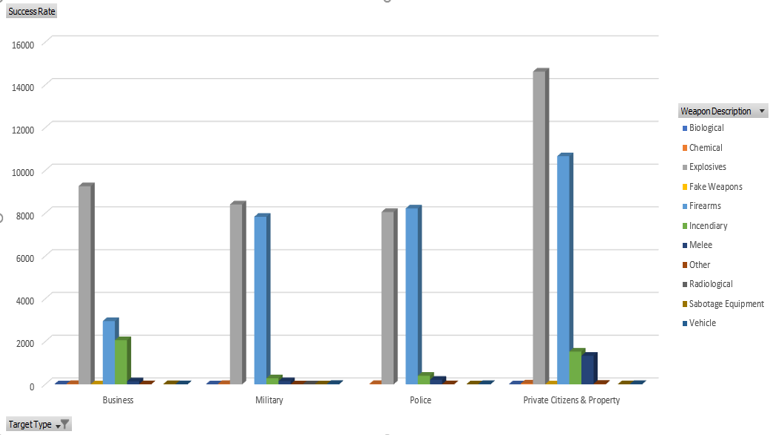 Success Rate
16000
14000
12000
10000
8000
6000
4000
2000
0
Business
Military
Police
Private Citizens & Property
Weapon Description
Biological
Chemical
Explosives
Fake Weapons
Firearms
Incendiary
Melee
Other
Radiological
Sabotage Equipment
Vehicle
Target Type